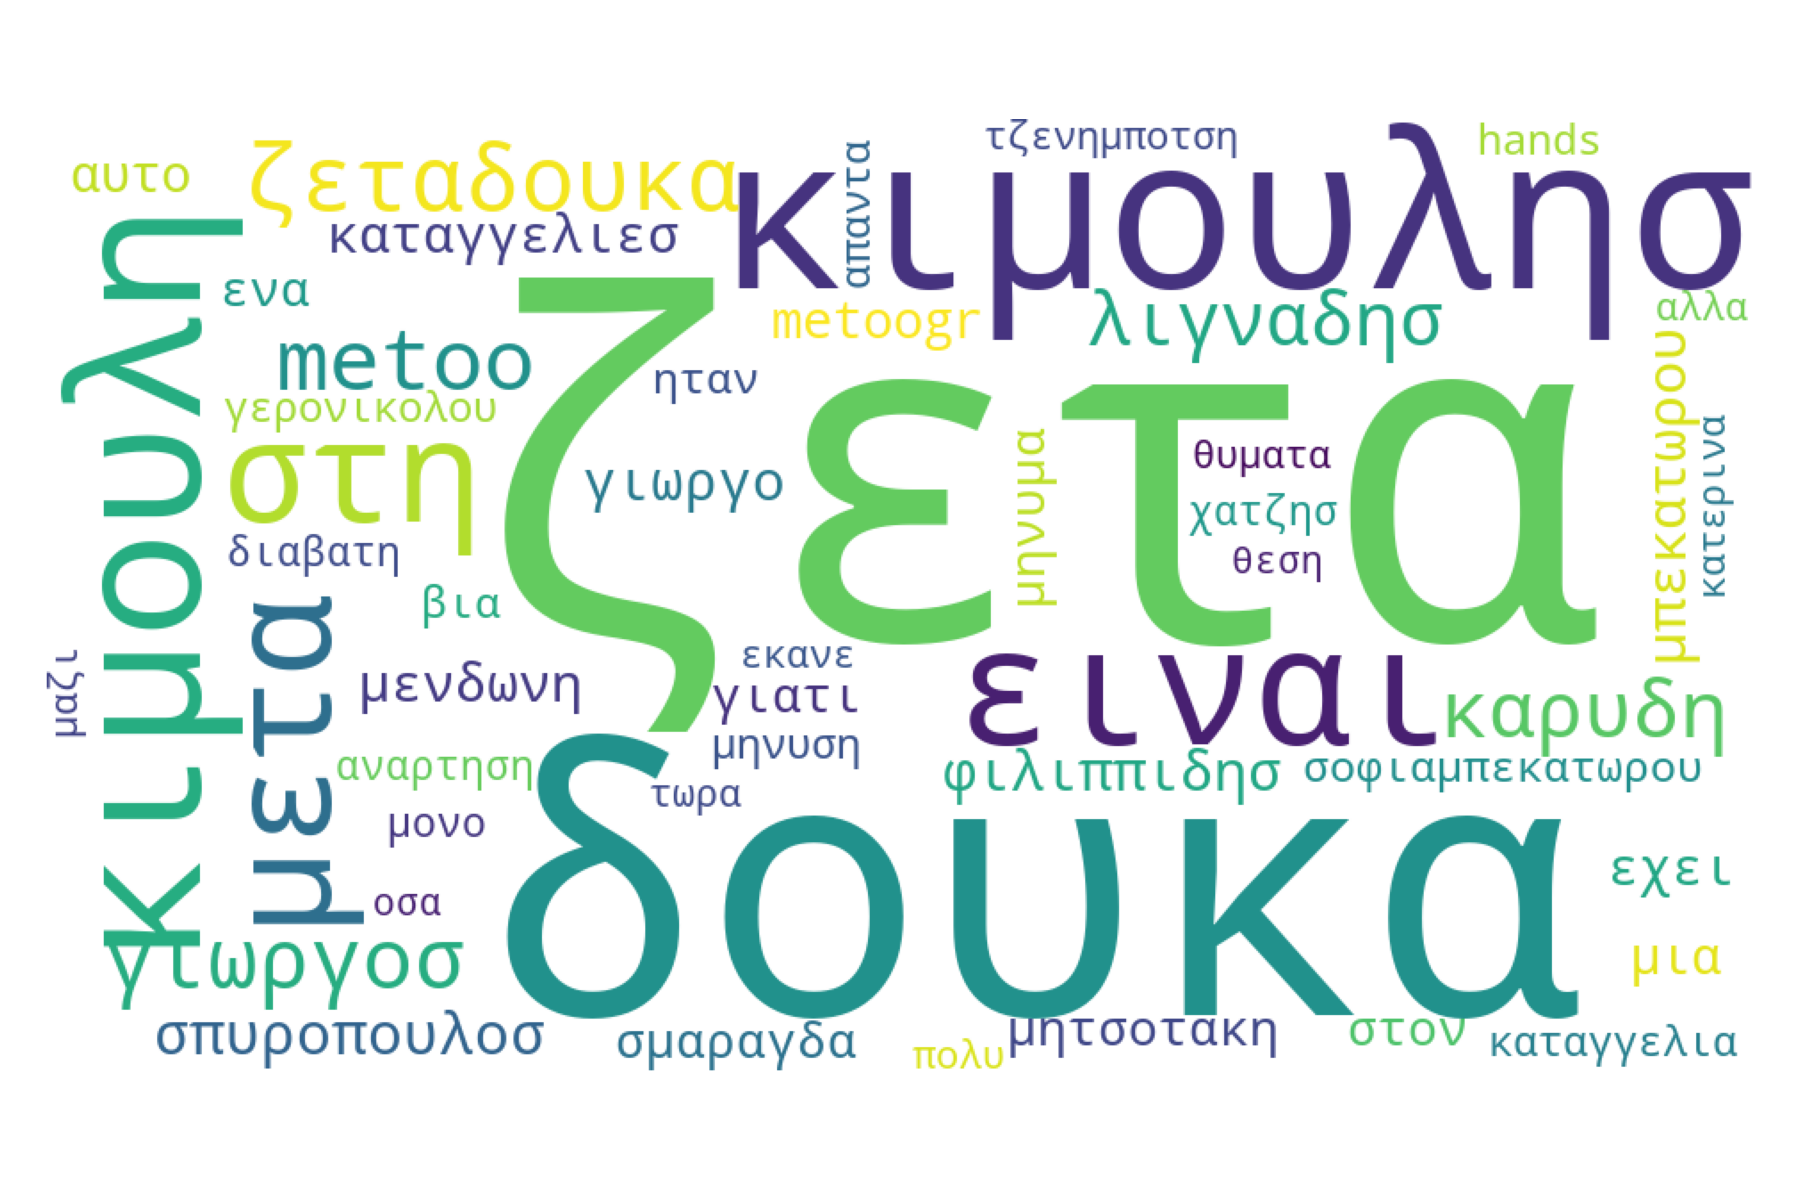 τζενημποτση
hands
αυτο
ζεταδουκα
απαντα
κιμουλησ
καταγγελιεσ
ενα
metoogr
λιγναδησ
αλλα
metoo
ηταν
ζετα
γερονικολου
στη
γιωργο
μηνυμα
θυματα
χατζησ
θεση
μπεκατωρου
κατερινα
κιμουλη
διαβατη
βια
μετα
μαζι
μενδωνη
εκανε
γιατι
ειναι
καρυδη
μηνυση
αναρτηση
φιλιππιδησ
σοφιαμπεκατωρου
τωρα
μονο
δουκα
οσα
εχει
γιωργοσ
μια
σπυροπουλοσ
σμαραγδα
πολυ
μητσοτακη
στον
καταγγελια